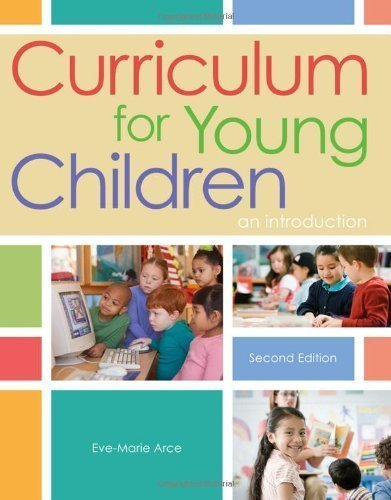 Curriculum
for Young
Children
an introduction
Second Edition
Eve-Marie Arce